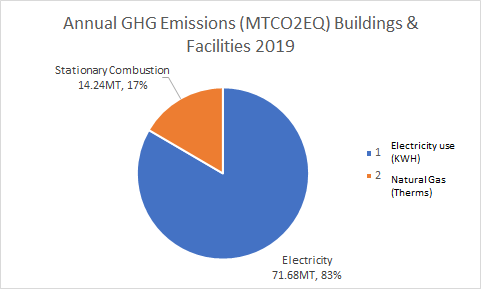 Annual GHG Emissions (MTCO2EQ) Buildings &
Facilities 2019
Stationary Combustion
14.24MT, 17%
1 Electricity use
(KWH)
2 Natural Gas
(Therms)
Electricity
71.68MT, 83%